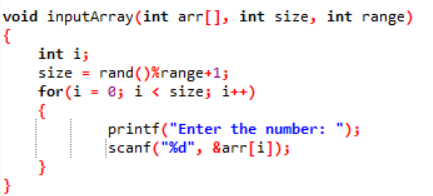 void inputArray(int arr[], int size, int range)
{
int i;
size = rand()%range+1;
for(i = 0; i < size; i++)
{
printf("Enter the number: ");
scanf("%d", &arr[i]);
}
}